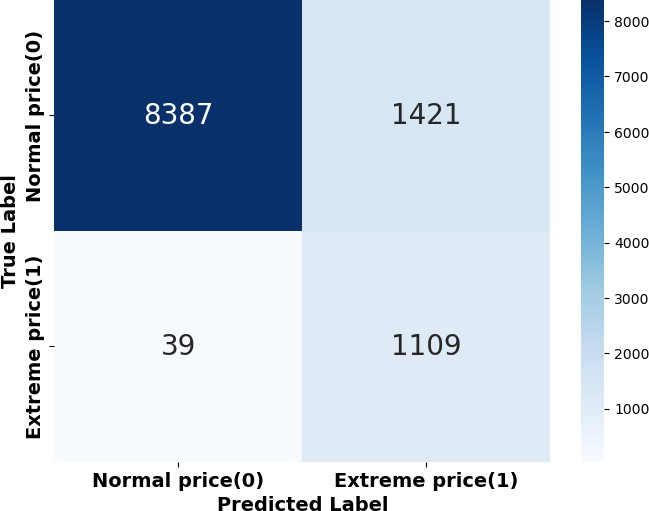 True Label
Normal price(0)
Extreme price(1)
8387
1421
39
1109
Normal price(0)
Extreme price(1)
Predicted Label
8000
7000
6000
5000
4000
3000
2000
1000